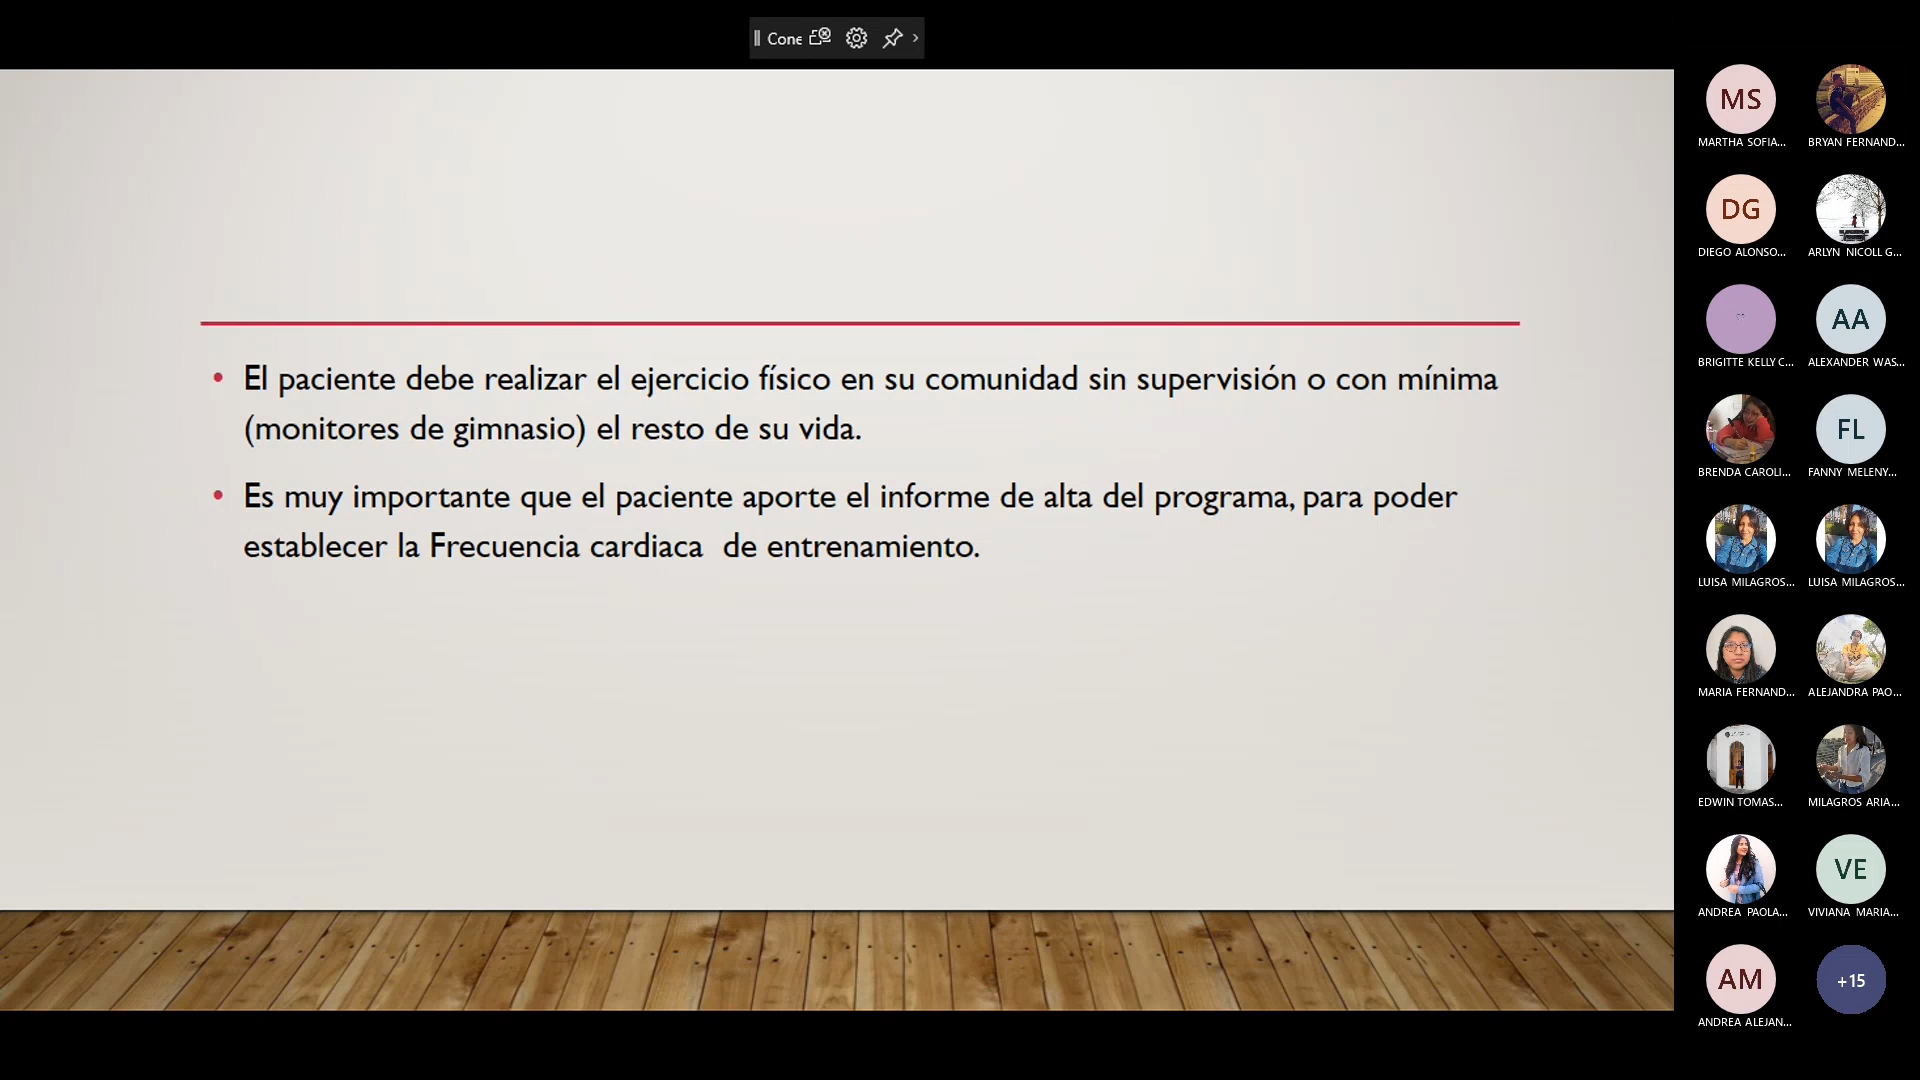 Cone
El paciente debe realizar el ejercicio físico en su comunidad sin supervisión o con mínima
(monitores de gimnasio) el resto de su vida.
Es muy importante que el paciente aporte el informe de alta del programa, para poder
establecer la Frecuencia cardiaca  de entrenamiento.
MS
MARTHA SOFIA...
BRYAN FERNAND...
DG
DIEGO ALONSO...
ARLYN NICOLL G...
BRIGITTE KELLY C...
AA
ALEXANDER WAS...
BRENDA CAROLI...
FL
FANNY MELENY...
LUISA MILAGROS...
LUISA MILAGROS...
MARIA FERNAND...
ALEJANDRA PAO...
EDWIN TOMAS...
MILAGROS ARIA...
ANDREA PAOLA...
VE
VIVIANA MARIA...
AM
ANDREA ALEJAN...
+15